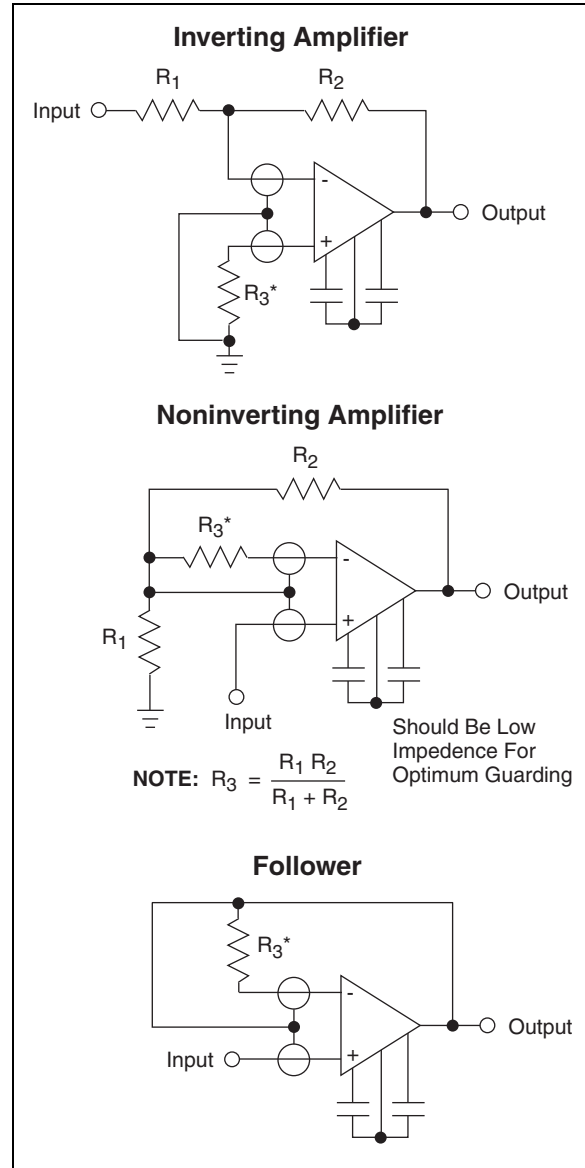 Inverting Amplifier
R1
R2
Input
-
+
Output
R3*
Noninverting Amplifier
R2
R3*
-
+
Output
R1
Input
Should Be Low
Impedence For
Optimum Guarding
NOTE: R3 = R1 R2 / R1 + R2
Follower
R3*
-
+
Output
Input